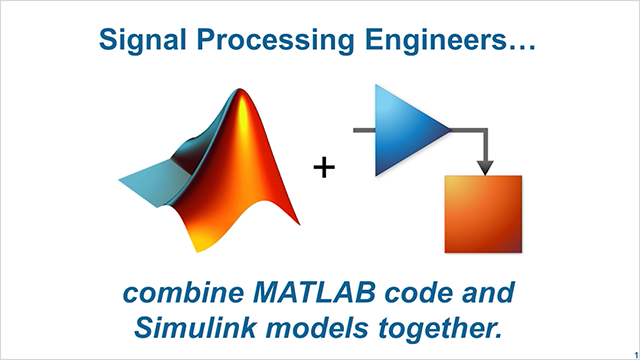 Signal Processing Engineers…
+
combine MATLAB code and
Simulink models together.
1